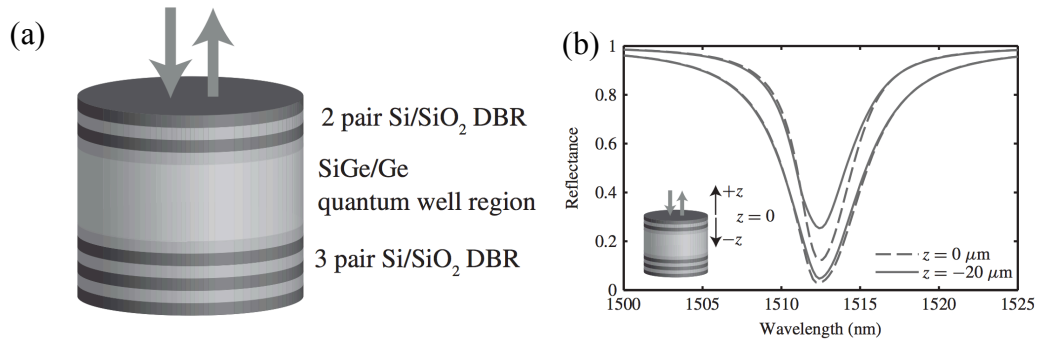 (a)
2 pair Si/SiO₂ DBR
SiGe/Ge
quantum well region
3 pair Si/SiO₂ DBR
(b)
1
0.8
0.6
0.4
0.2
0
Reflectance
+z
z = 0
−z
z = 0 μm
z = −20 μm
1500 1505 1510 1515 1520 1525
Wavelength (nm)